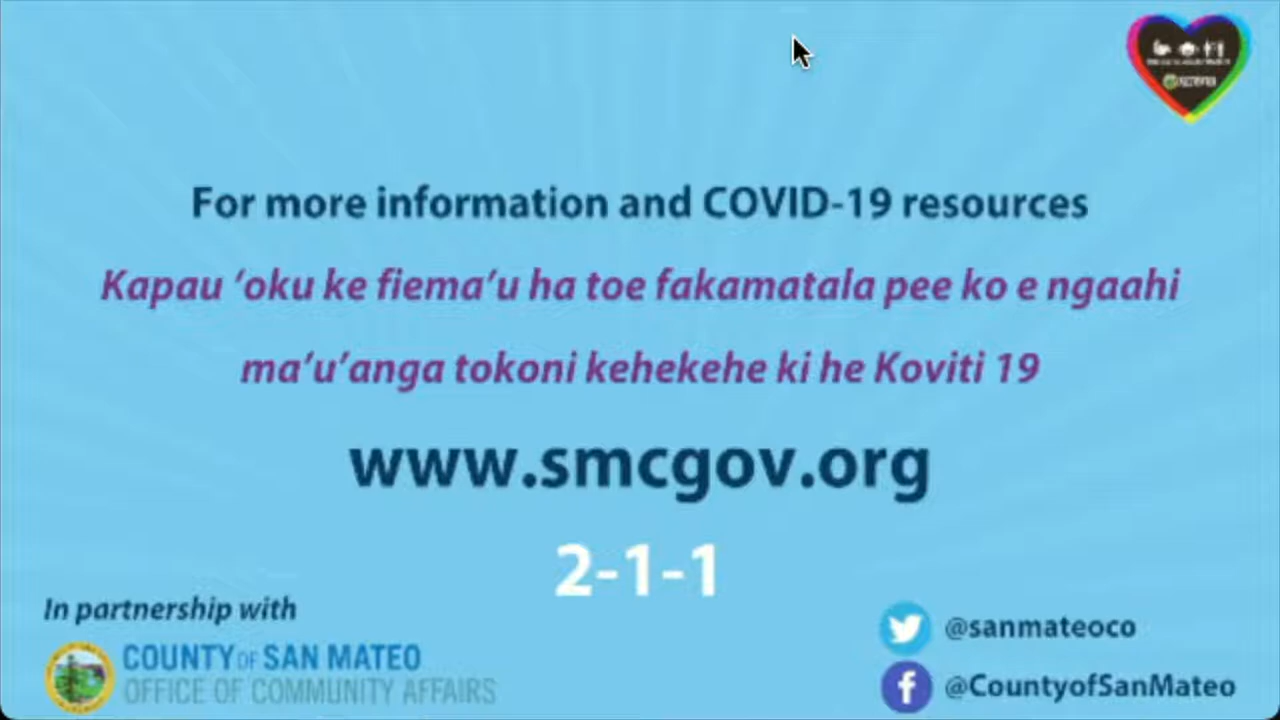 For more information and COVID-19 resources
Kapau ‘oku ke fiema’u ha toe fakamatala pee ko e ngaahi
ma’u’anga tokoni kehekehe ki he Koviti 19
www.smcgov.org
2-1-1
In partnership with
COUNTY OF SAN MATEO
OFFICE OF COMMUNITY AFFAIRS
@sanmateoco
@CountyofSanMateo